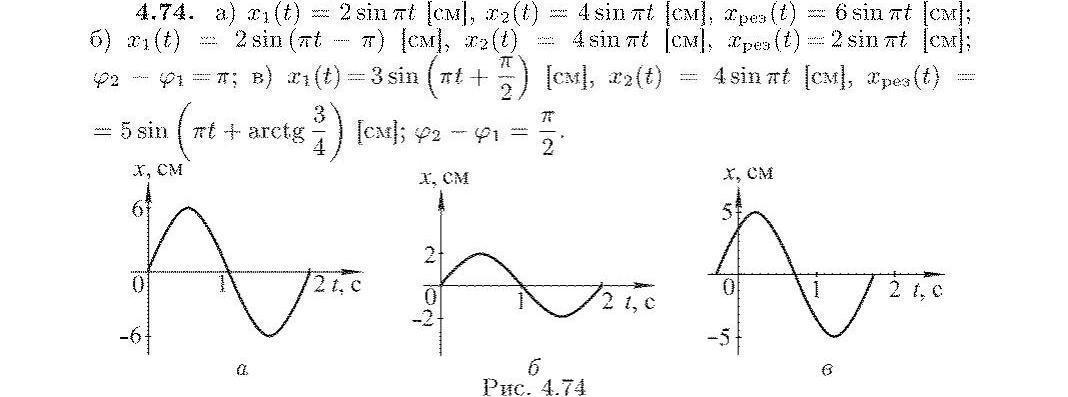 4.74. а) x₁(t) = 2 sin πt [см], x₂(t) = 4 sin πt [см], xрез(t) = 6 sin πt [см];
б) x₁(t) = 2 sin (πt − π) [см], x₂(t) = 4 sin πt [см], xрез(t) = 2 sin πt [см];
φ₂ − φ₁ = π; в) x₁(t) = 3 sin (πt + π/2) [см], x₂(t) = 4 sin πt [см], xрез(t) =
= 5 sin (πt + arctg 3/4) [см]; φ₂ − φ₁ = π/2.
x, см x, см x, см
6 2 5
0 1 2 t, с 0 1 2 t, с 0 1 2 t, с
-6 -2 -5
а б в
Рис. 4.74